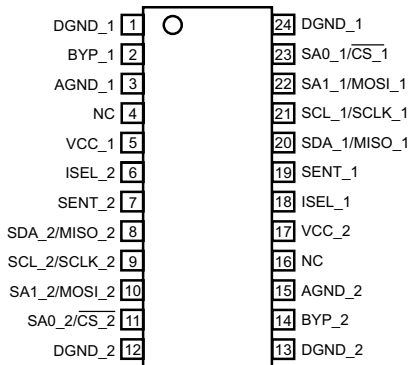 DGND_1 1 24 DGND_1
BYP_1 2 23 SA0_1/CS_1
AGND_1 3 22 SA1_1/MOSI_1
NC 4 21 SCL_1/SCLK_1
VCC_1 5 20 SDA_1/MISO_1
ISEL_2 6 19 SENT_1
SENT_2 7 18 ISEL_1
SDA_2/MISO_2 8 17 VCC_2
SCL_2/SCLK_2 9 16 NC
SA1_2/MOSI_2 10 15 AGND_2
SA0_2/CS_2 11 14 BYP_2
DGND_2 12 13 DGND_2